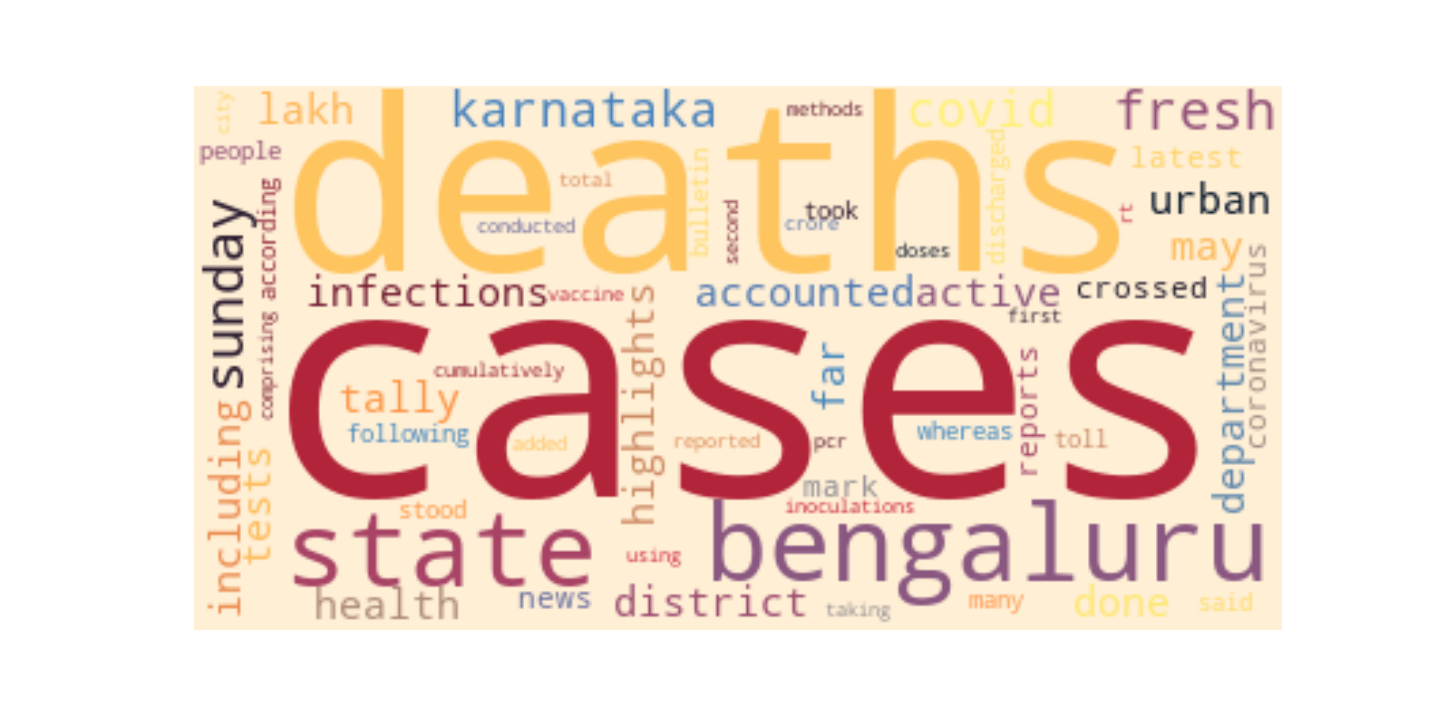 city
lakh
karnataka
methods
covid
fresh
people
deaths
total
bulletin
latest
discharged
according
sunday
conducted
second
took
crore
doses
rt
urban
may
infections
vaccine
accounted
active
first
crossed
coronavirus
department
comprising
cases
cumulatively
highlights
far
tally
following
added
reported
pcr
whereas
reports
toll
including
tests
mark
inoculations
stood
state
using
bengaluru
health
news
district
taking
many
done
said